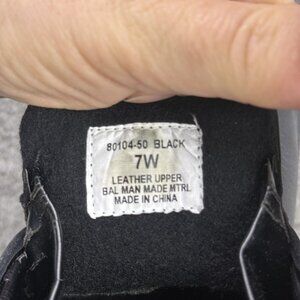 80104-50 BLACK
7W
LEATHER UPPER
BAL MAN MADE MTRL
MADE IN CHINA